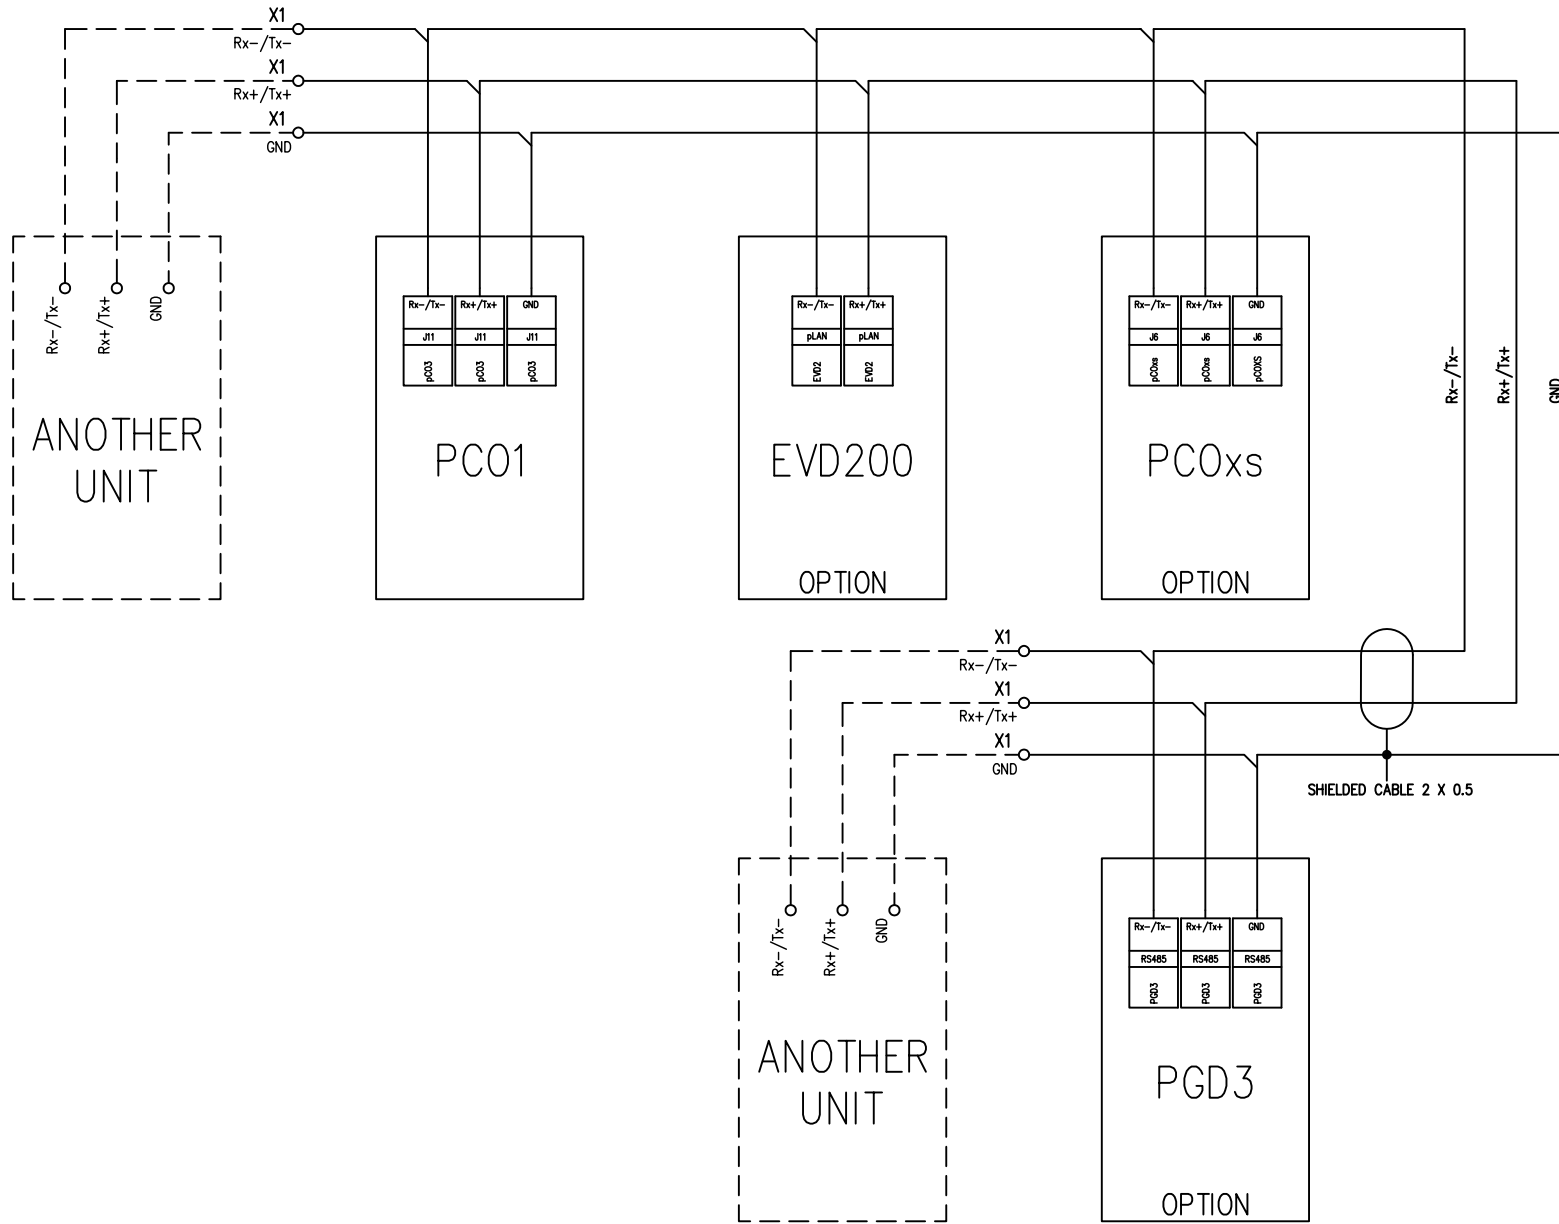 X1
Rx-/Tx-
X1
Rx+/Tx+
X1
GND
Rx-/Tx-
Rx+/Tx+
GND
ANOTHER
UNIT
Rx-/Tx- Rx+/Tx+ GND
J11 J11 J11
pCO3 pCO3 pCO3
PCO1
Rx-/Tx- Rx+/Tx+
pLAN pLAN
EVD2 EVD2
EVD200
OPTION
Rx-/Tx- Rx+/Tx+ GND
J6 J6 J6
pCOxs pCOxs pCOXS
PCOxs
OPTION
Rx-/Tx-
Rx+/Tx+
GND
X1
Rx-/Tx-
X1
Rx+/Tx+
X1
GND
SHIELDED CABLE 2 X 0.5
Rx-/Tx-
Rx+/Tx+
GND
ANOTHER
UNIT
Rx-/Tx- Rx+/Tx+ GND
RS485 RS485 RS485
PGD3 PGD3 PGD3
PGD3
OPTION